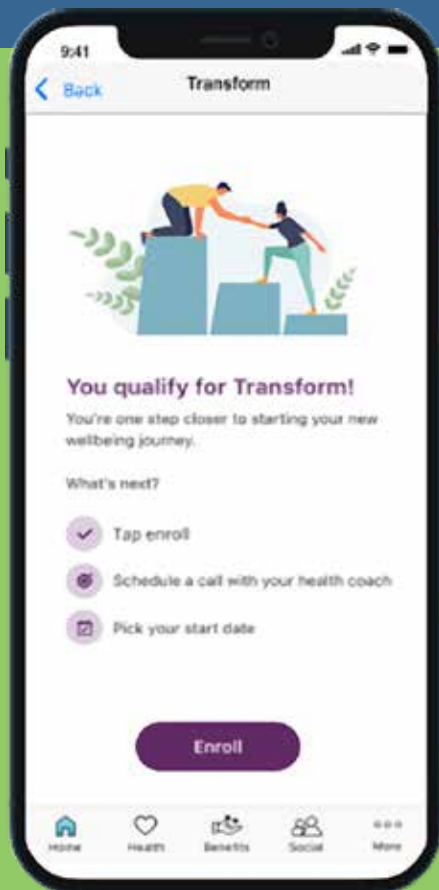 9:41
Back
Transform
You qualify for Transform!
You're one step closer to starting your new
wellbeing journey.
What's next?
Tap enroll
Schedule a call with your health coach
Pick your start date
Enroll
Home
Health
Benefits
Social
More